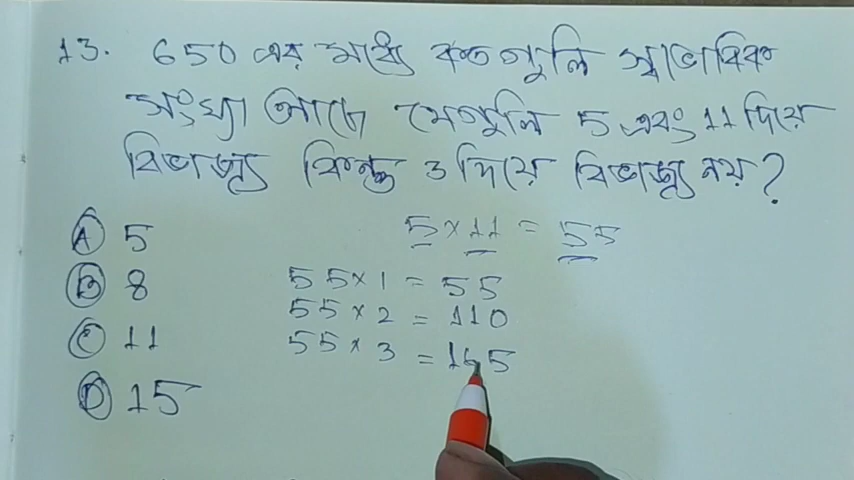 13. 650 এর মধ্যে কতগুলি স্বাভাবিক
সংখ্যা আছে যেগুলি 5 এবং 11 দিয়ে
বিভাজ্য কিন্তু 3 দিয়ে বিভাজ্য নয়?
A 5
5 × 11 = 55
B 8
55 × 1 = 55
55 × 2 = 110
C 11
55 × 3 = 165
D 15